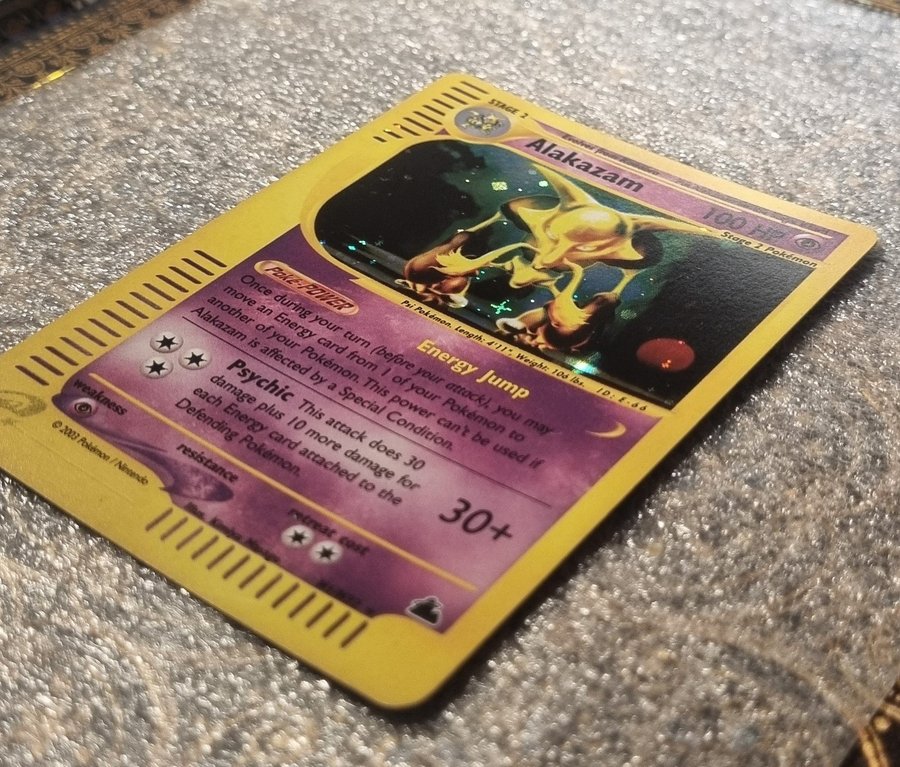 STAGE 2
Evolves
Alakazam
100 HP
Stage 2 Pokémon
Psi Pokémon, Length: 4'11", Weight: 106 lbs. ID: E-66
POKé-POWER
Energy Jump
Once during your turn (before your attack), you may
move an Energy card from 1 of your Pokémon to
another of your Pokémon. This power can't be used if
Alakazam is affected by a Special Condition.
Psychic This attack does 30
damage plus 10 more damage for
each Energy card attached to the
Defending Pokémon.
30+
weakness
resistance
retreat cost
© 2003 Pokémon / Nintendo